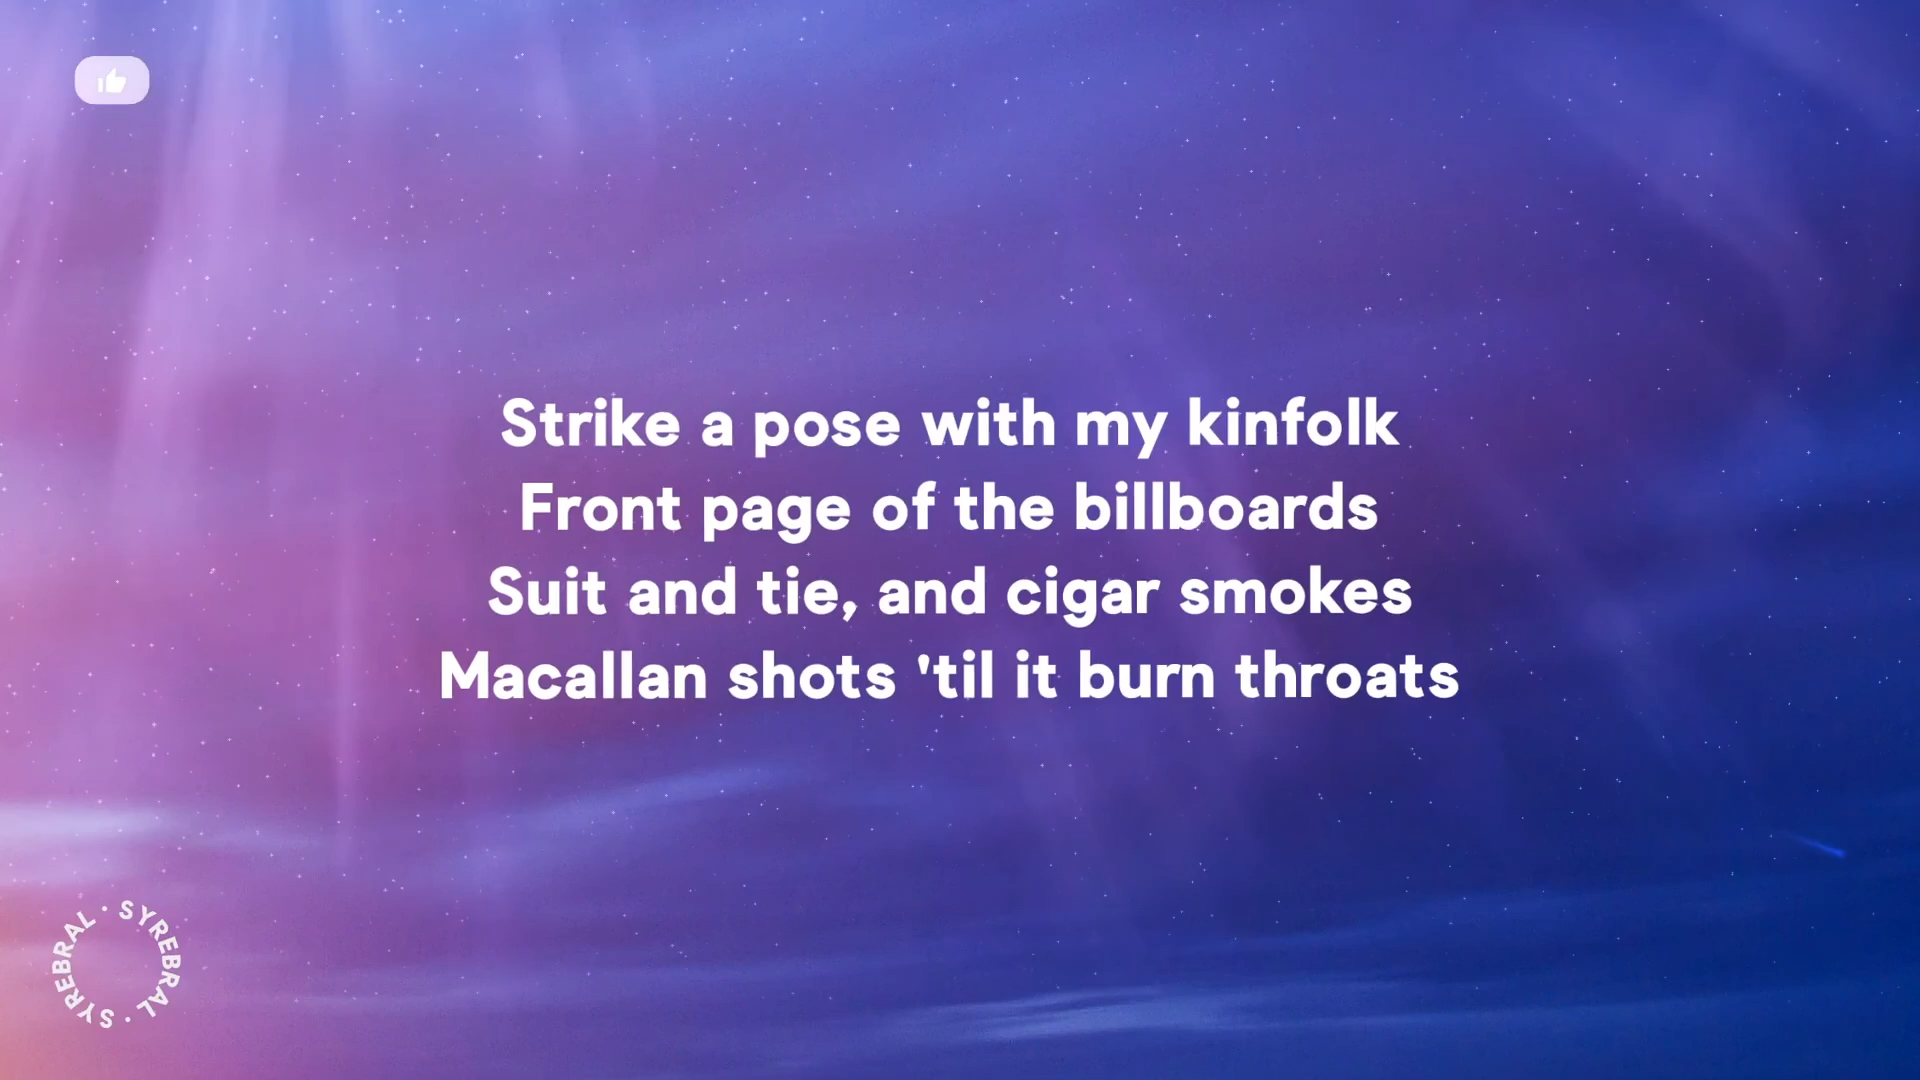 Strike a pose with my kinfolk
Front page of the billboards
Suit and tie, and cigar smokes
Macallan shots 'til it burn throats
SYREBRAL · SYREBRAL ·